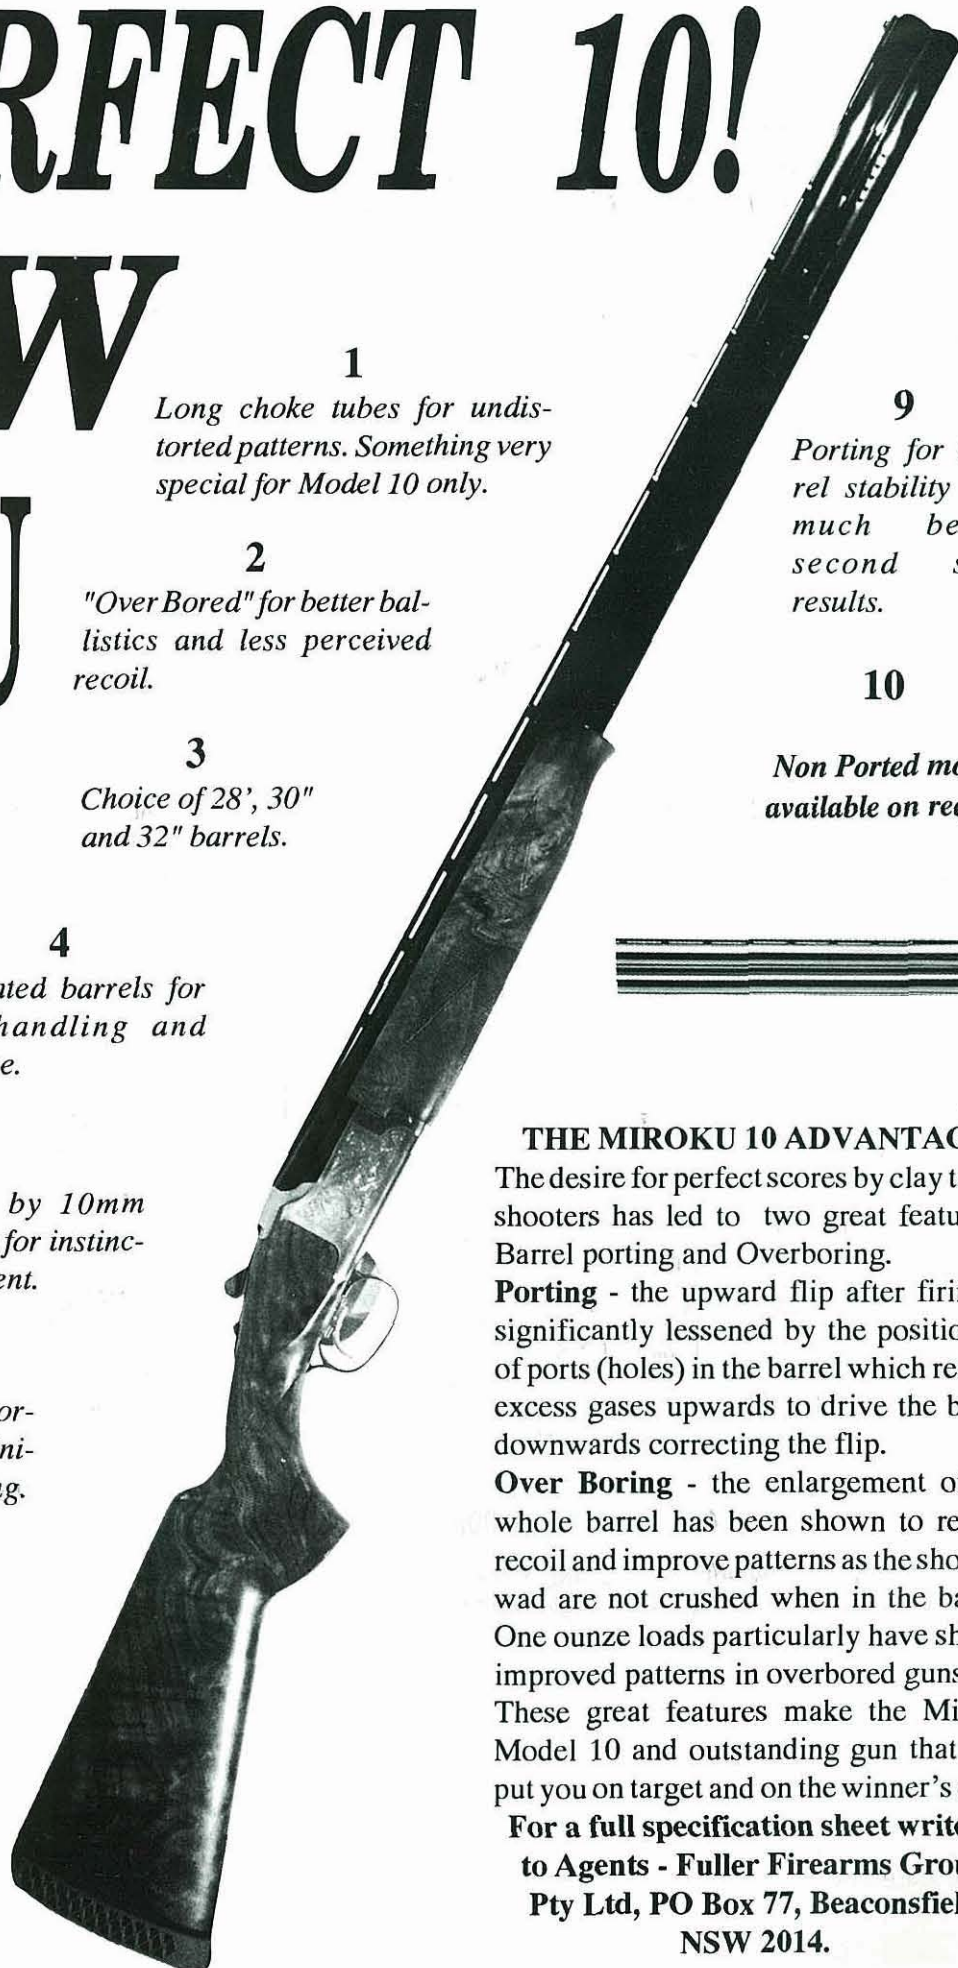 RFECT 10!
W
U
1
Long choke tubes for undis-
torted patterns. Something very
special for Model 10 only.
2
"Over Bored" for better bal-
listics and less perceived
recoil.
3
Choice of 28', 30"
and 32" barrels.
4
ted barrels for
handling and
e.
by 10mm
for instinc-
ent.
or-
ni-
g.
9
Porting for
rel stability
much be
second s
results.
10
Non Ported mo
available on req
THE MIROKU 10 ADVANTAG
The desire for perfect scores by clay t
shooters has led to two great featu
Barrel porting and Overboring.
Porting - the upward flip after firi
significantly lessened by the positio
of ports (holes) in the barrel which re
excess gases upwards to drive the b
downwards correcting the flip.
Over Boring - the enlargement o
whole barrel has been shown to re
recoil and improve patterns as the sho
wad are not crushed when in the ba
One ounze loads particularly have sh
improved patterns in overbored guns
These great features make the Mi
Model 10 and outstanding gun that
put you on target and on the winner's
For a full specification sheet write
to Agents - Fuller Firearms Grou
Pty Ltd, PO Box 77, Beaconsfiel
NSW 2014.